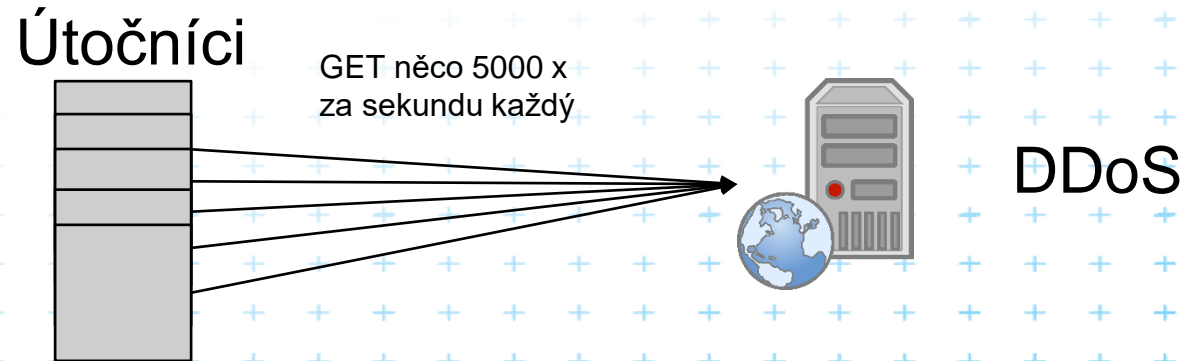 Útočníci
GET něco 5000 x
za sekundu každý
DDoS